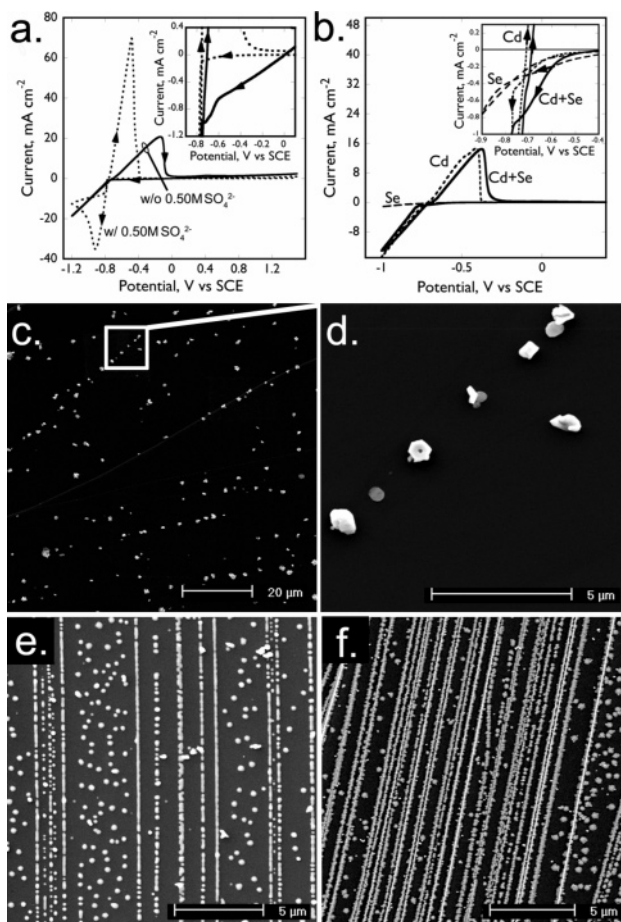 a.
Current, mA cm-2
80
60
40
20
0
-20
-40
-1.2
-0.8
-0.4
0
0.4
0.8
1.2
Potential, V vs SCE
w/o 0.50M SO₄²⁻
w/ 0.50M SO₄²⁻
Current, mA cm-2
0.4
0
-0.4
-0.8
-1.2
-0.8
-0.6
-0.4
-0.2
0
Potential, V vs SCE
b.
Current, mA cm-2
48
40
32
24
16
8
0
-8
-1
-0.5
0
Potential, V vs SCE
Cd
Cd+Se
Se
Current, mA cm-2
0.2
0
-0.2
-0.4
-0.6
-0.8
-1
-0.9
-0.8
-0.7
-0.6
-0.5
-0.4
Potential, V vs SCE
Cd
Se
Cd+Se
c.
20 µm
d.
5 µm
e.
5 µm
f.
5 µm